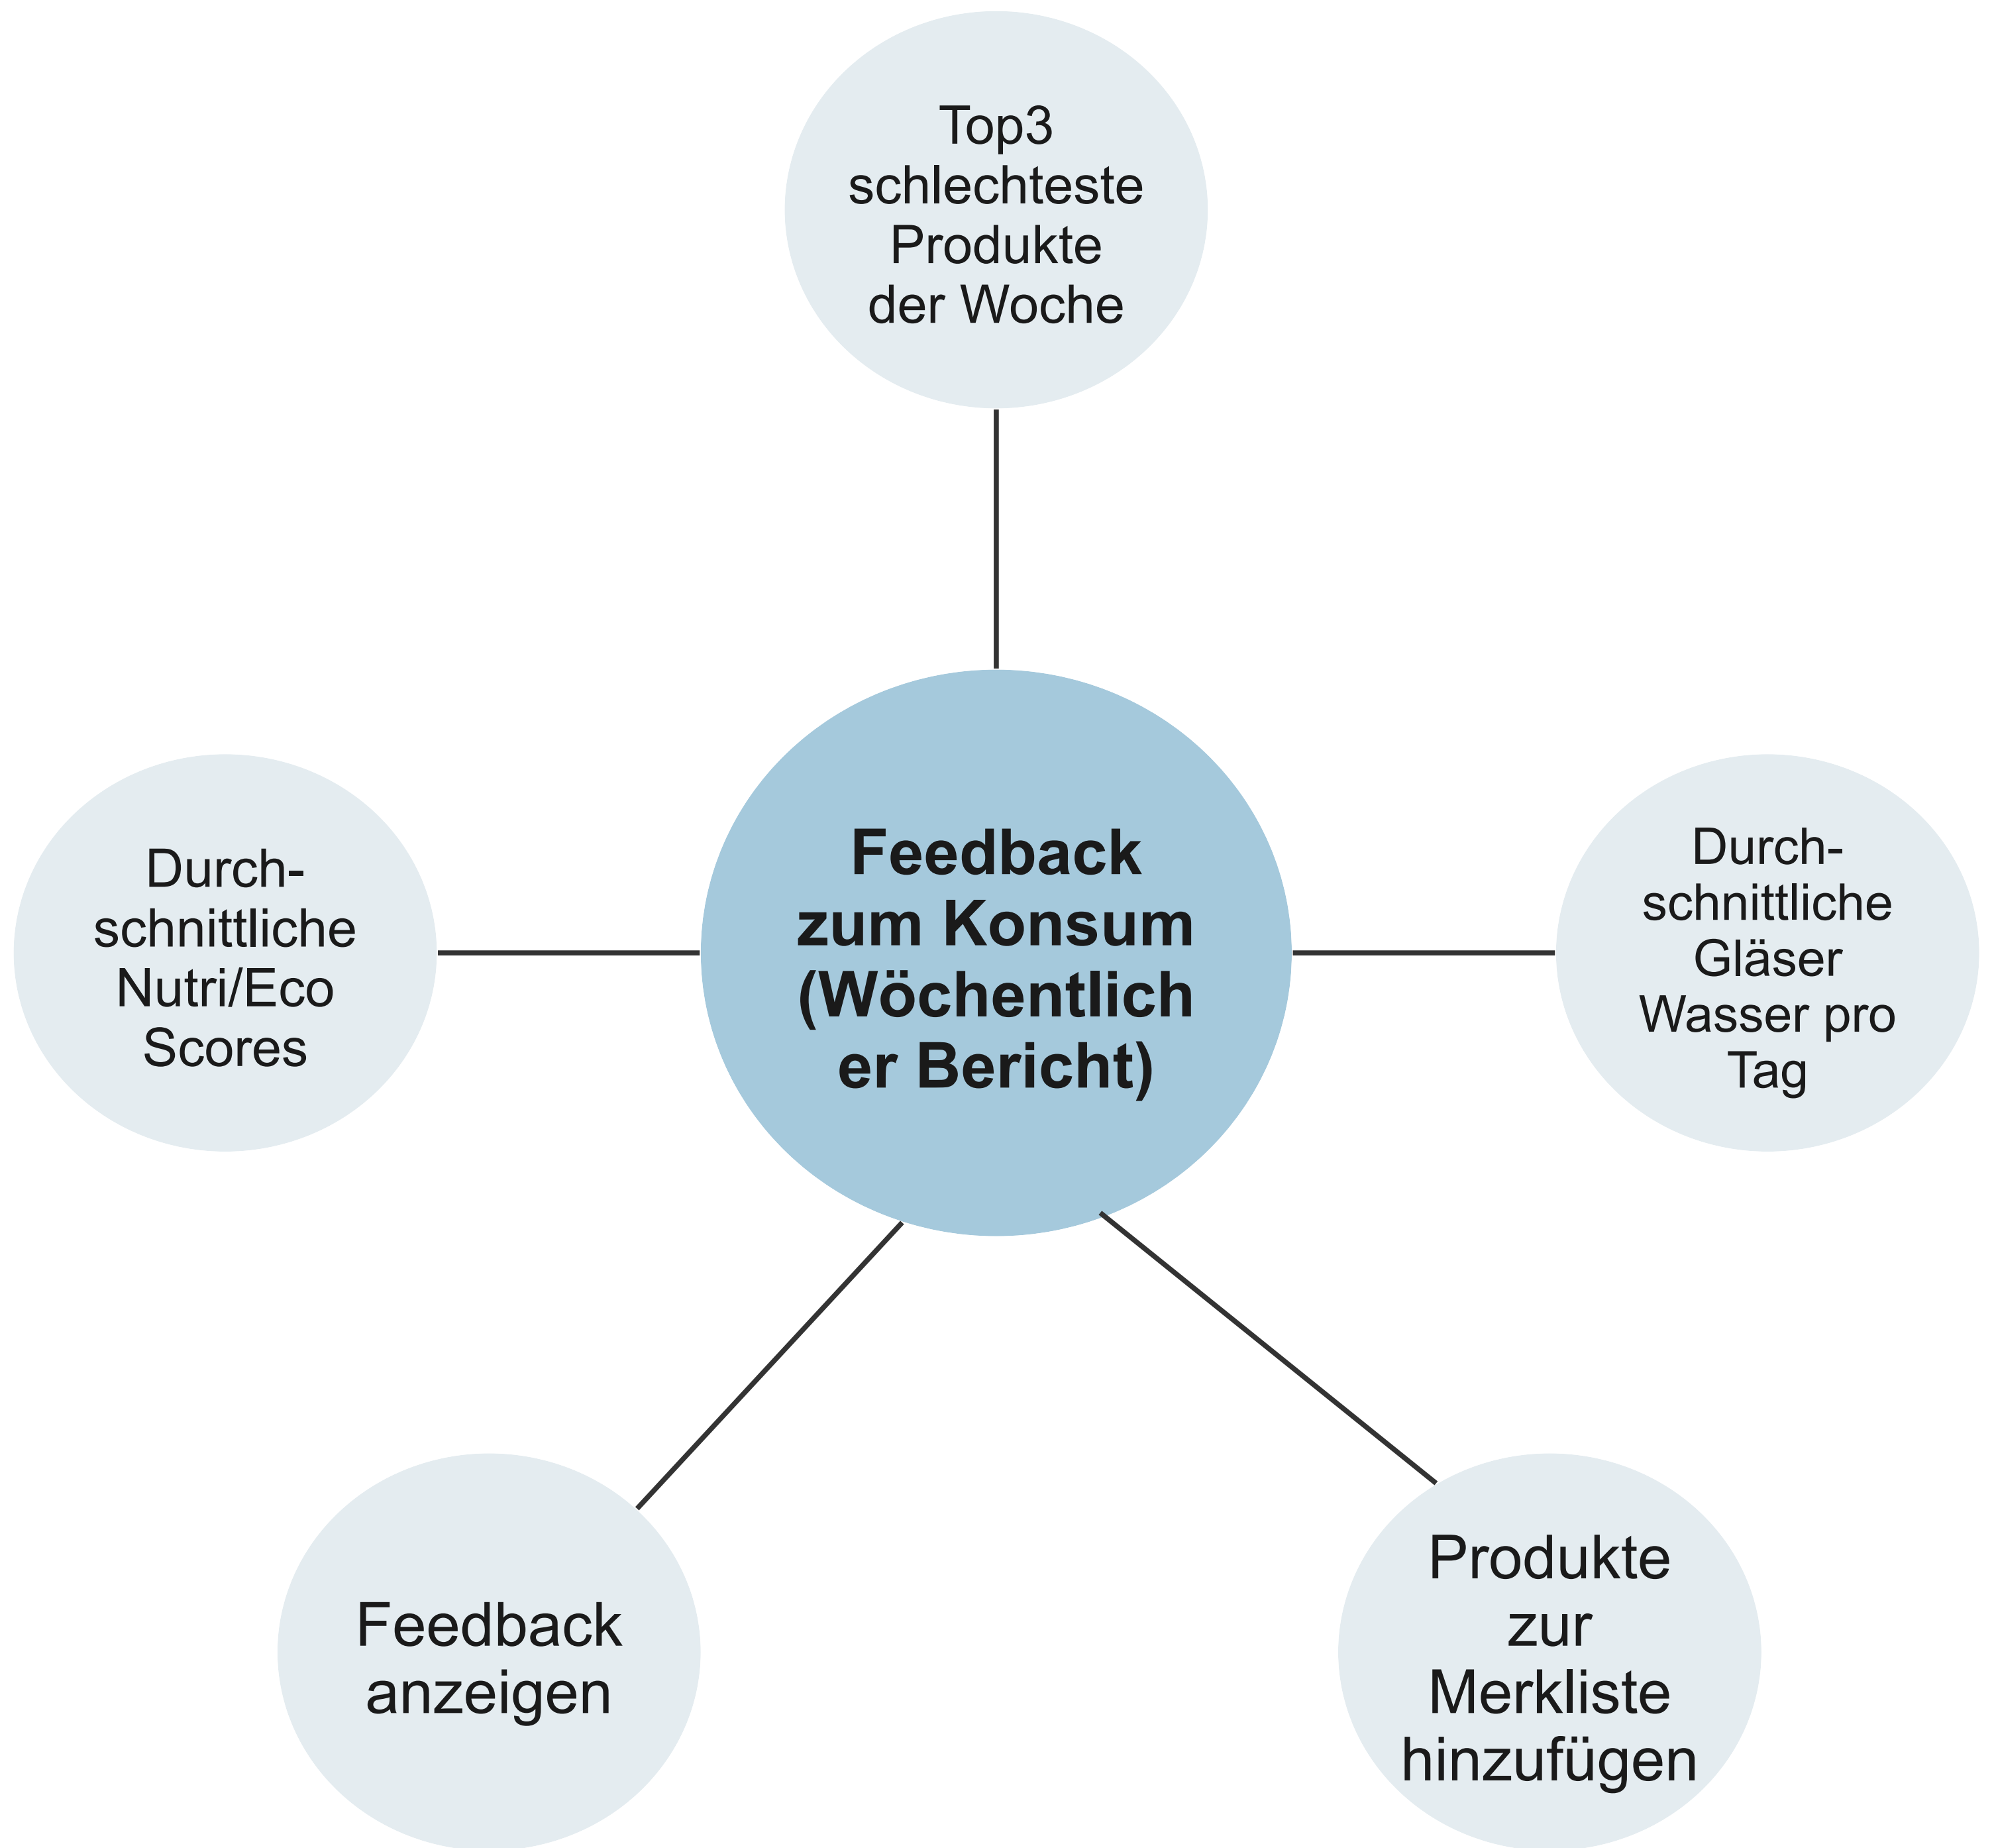 Top3
schlechteste
Produkte
der Woche
Durch-
schnittliche
Nutri/Eco
Scores
Feedback
zum Konsum
(Wöchentlich
er Bericht)
Durch-
schnittliche
Gläser
Wasser pro
Tag
Feedback
anzeigen
Produkte
zur
Merkliste
hinzufügen